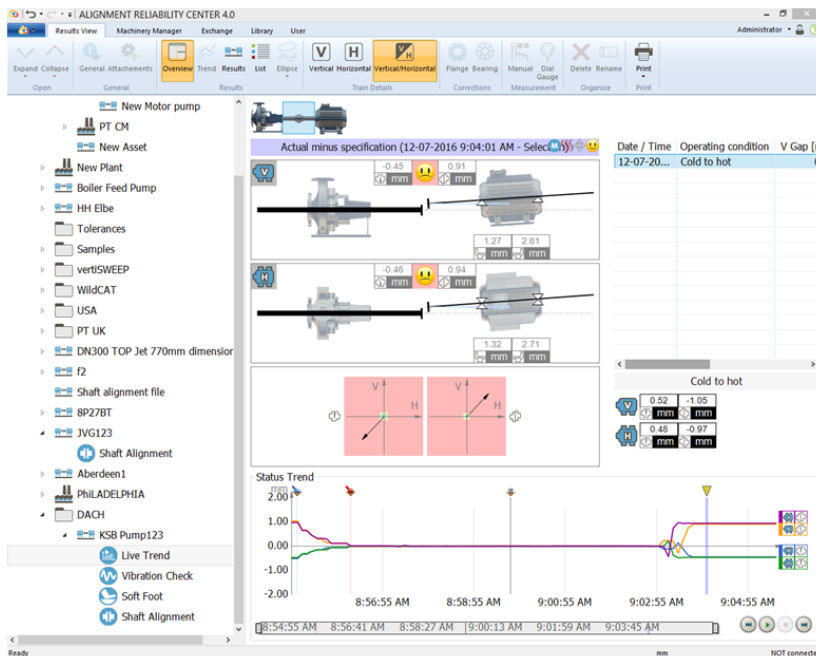 ALIGNMENT RELIABILITY CENTER 4.0
Results View Machinery Manager Exchange Library User Administrator
Expand Collapse General Attachements Overview Trend Results List Ellipse Vertical Horizontal Vertical/Horizontal Flange Bearing Manual Dial Gauge Delete Rename Print
Open General Results Train Details Corrections Measurement Organize Print
New Motor pump
PT CM
New Asset
New Plant
Boiler Feed Pump
HH Elbe
Tolerances
Samples
vertiSWEEP
WildCAT
USA
PT UK
DN300 TOP Jet 770mm dimension
f2
Shaft alignment file
8P27BT
JVG123
Shaft Alignment
Aberdeen1
PhiLADELPHIA
DACH
KSB Pump123
Live Trend
Vibration Check
Soft Foot
Shaft Alignment
Actual minus specification (12-07-2016 9:04:01 AM - Selec
M
V
-0.45 0.91
mm mm
1.27 2.61
mm mm
H
-0.46 0.94
mm mm
1.32 2.71
mm mm
V H
V H
Date / Time Operating condition V Gap
12-07-20... Cold to hot
Cold to hot
V 0.52 -1.05
mm mm
H 0.48 -0.97
mm mm
Status Trend
mm
2.00
1.00
0.00
-1.00
-2.00
8:56:55 AM 8:58:55 AM 9:00:55 AM 9:02:55 AM 9:04:55 AM
8:54:55 AM 8:56:41 AM 8:58:27 AM 9:00:13 AM 9:01:59 AM 9:03:45 AM
Ready mm NOT connecte